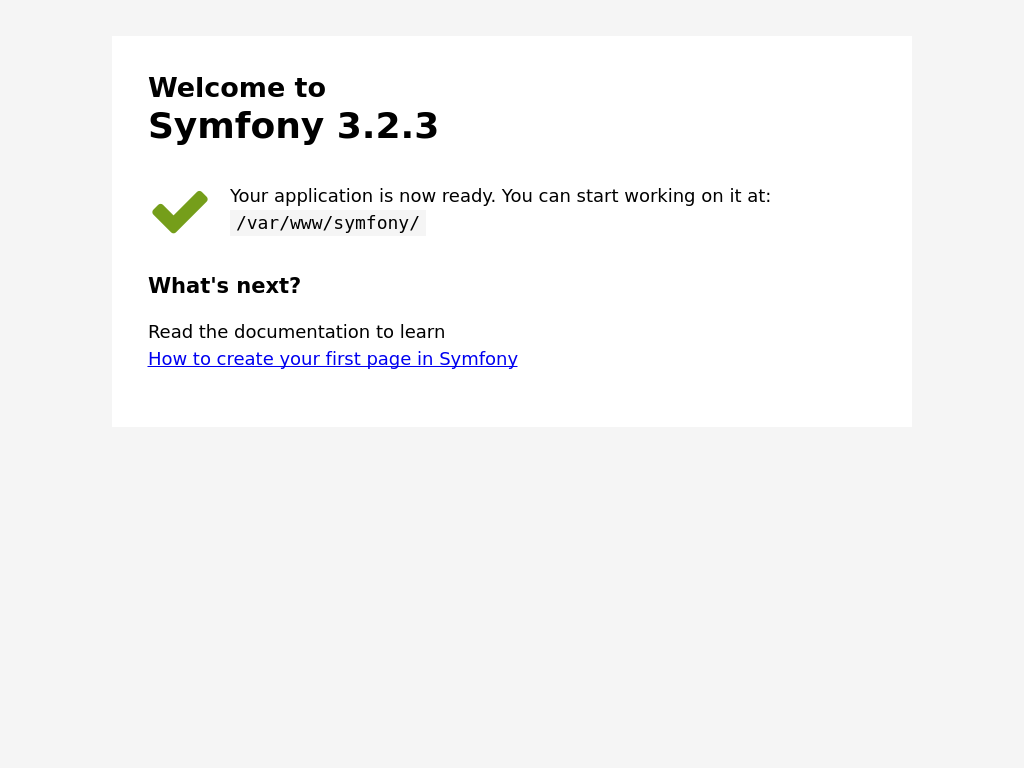 Welcome to
Symfony 3.2.3
Your application is now ready. You can start working on it at:
/var/www/symfony/
What's next?
Read the documentation to learn
How to create your first page in Symfony